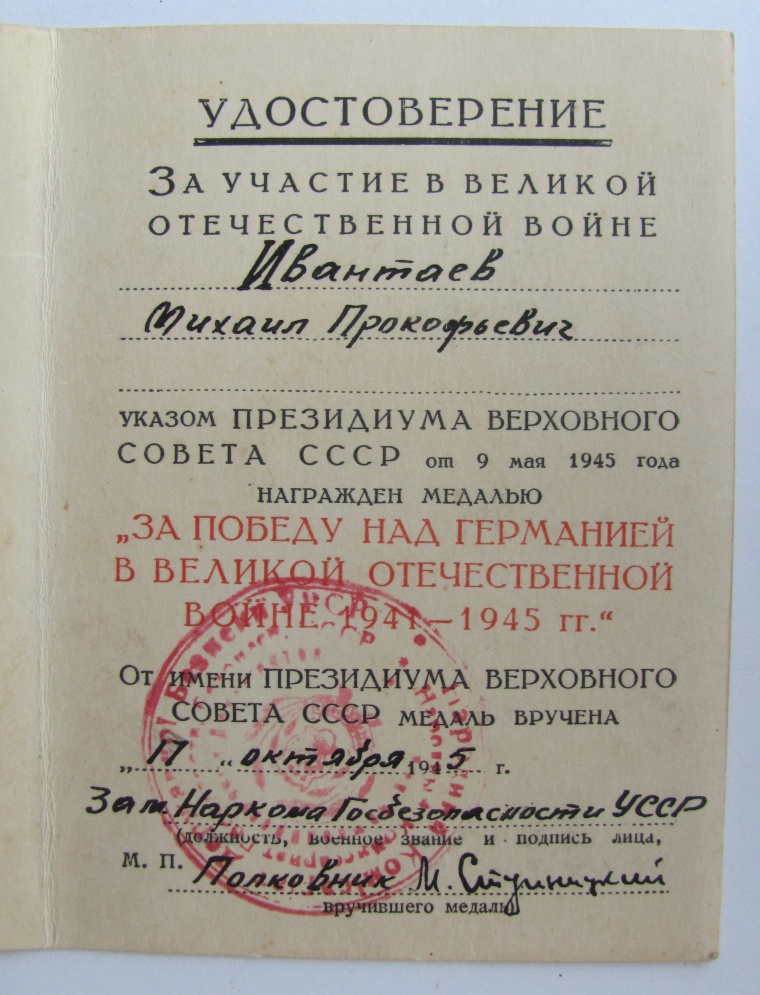 УДОСТОВЕРЕНИЕ
ЗА УЧАСТИЕ В ВЕЛИКОЙ
ОТЕЧЕСТВЕННОЙ ВОЙНЕ
Ивантаев
Михаил Прокофьевич
УКАЗОМ ПРЕЗИДИУМА ВЕРХОВНОГО
СОВЕТА СССР от 9 мая 1945 года
НАГРАЖДЕН МЕДАЛЬЮ
„ЗА ПОБЕДУ НАД ГЕРМАНИЕЙ
В ВЕЛИКОЙ ОТЕЧЕСТВЕННОЙ
ВОЙНЕ 1941—1945 гг.“
От имени ПРЕЗИДИУМА ВЕРХОВНОГО
СОВЕТА СССР МЕДАЛЬ ВРУЧЕНА
„17 “ октября 1945 г.
Зам Наркома Госбезопасности УССР
(должность, военное звание и подпись лица,
М. П. Полковник М.
вручившего медаль)